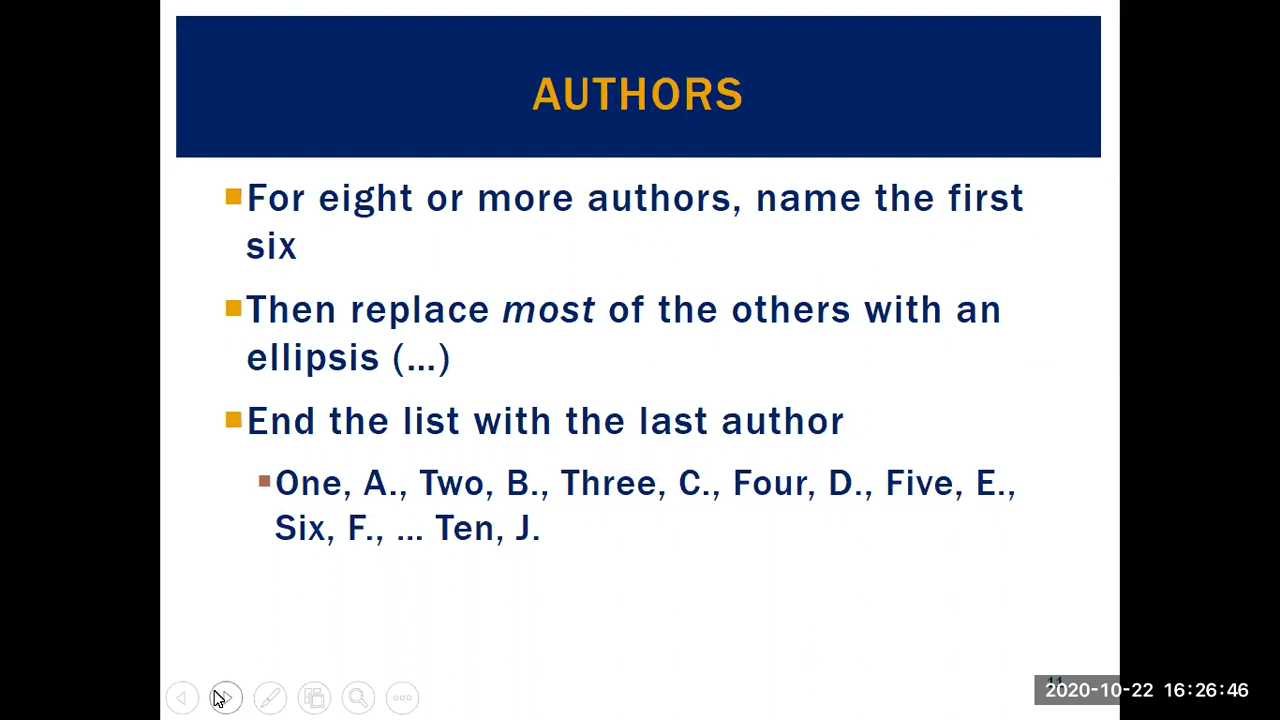 AUTHORS
For eight or more authors, name the first
six
Then replace most of the others with an
ellipsis (...)
End the list with the last author
One, A., Two, B., Three, C., Four, D., Five, E.,
Six, F., ... Ten, J.
2020-10-22 16:26:46